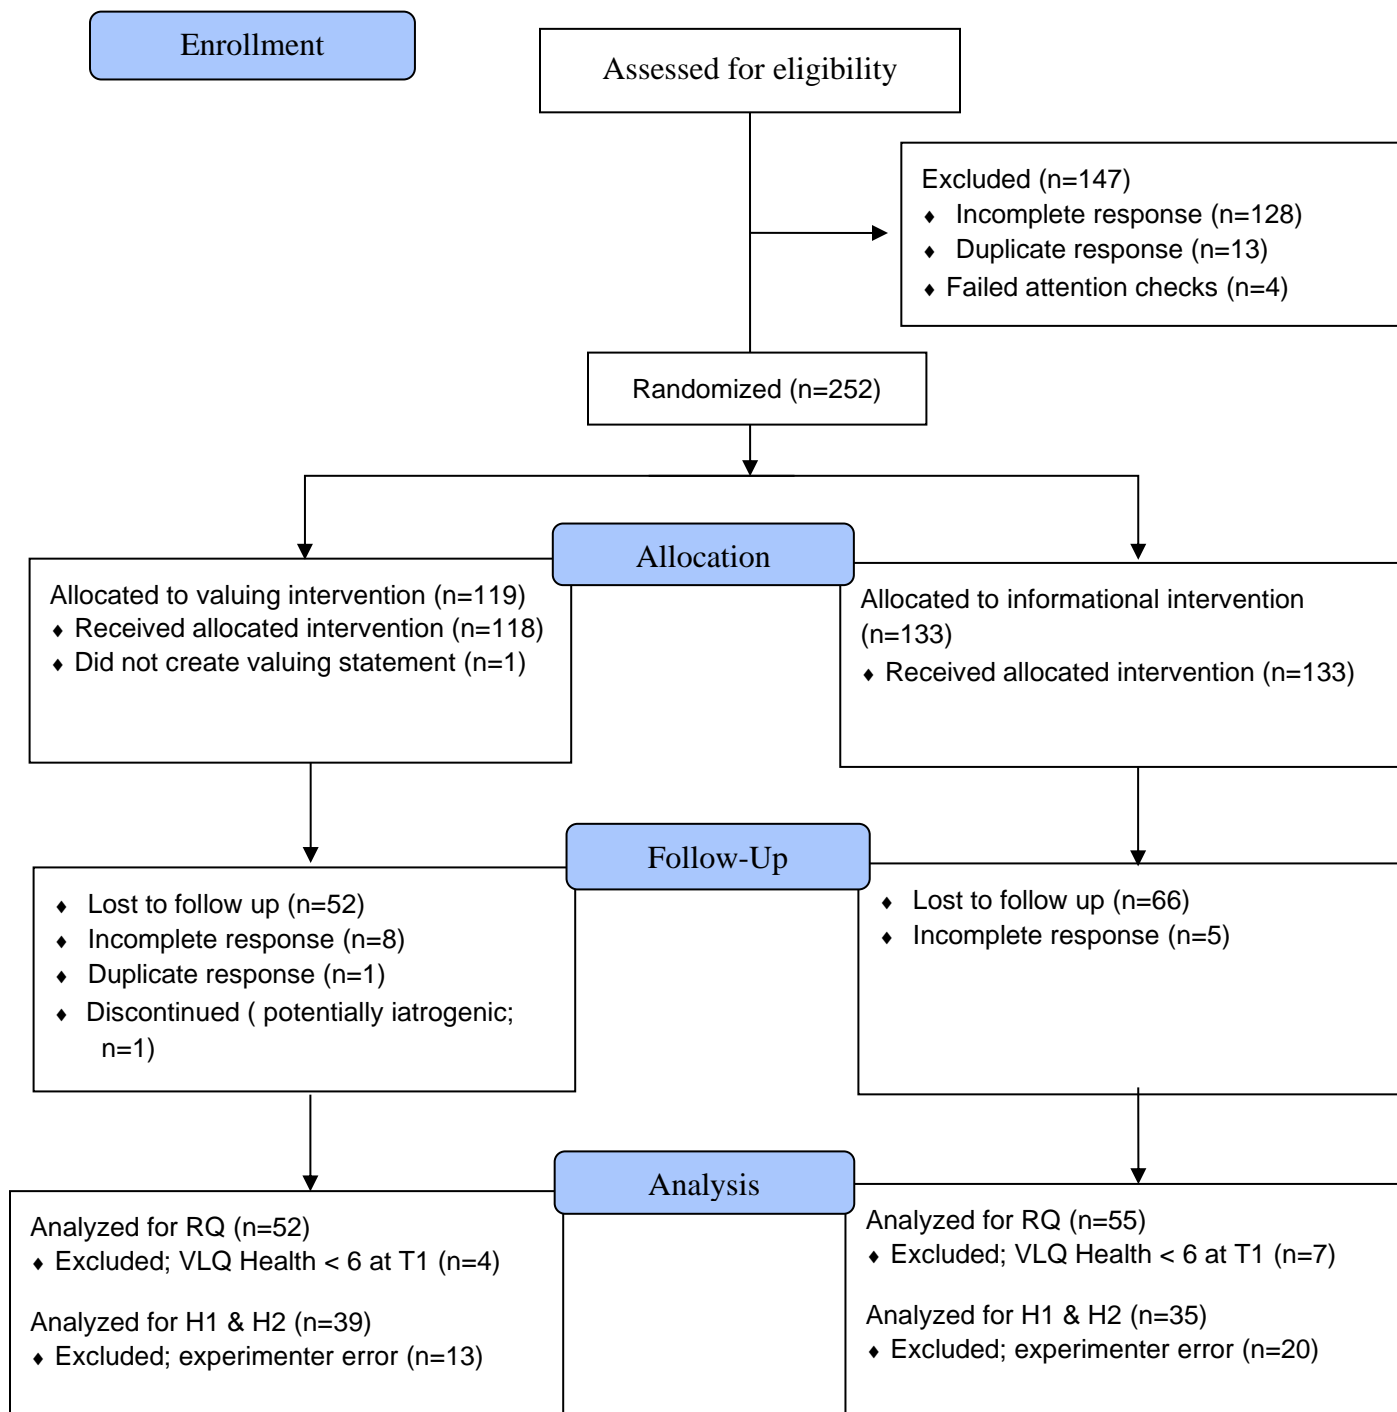 Enrollment
Assessed for eligibility
Excluded (n=147)
♦ Incomplete response (n=128)
♦ Duplicate response (n=13)
♦ Failed attention checks (n=4)
Randomized (n=252)
Allocation
Allocated to valuing intervention (n=119)
♦ Received allocated intervention (n=118)
♦ Did not create valuing statement (n=1)
Allocated to informational intervention
(n=133)
♦ Received allocated intervention (n=133)
Follow-Up
♦ Lost to follow up (n=52)
♦ Incomplete response (n=8)
♦ Duplicate response (n=1)
♦ Discontinued ( potentially iatrogenic;
n=1)
♦ Lost to follow up (n=66)
♦ Incomplete response (n=5)
Analysis
Analyzed for RQ (n=52)
♦ Excluded; VLQ Health < 6 at T1 (n=4)
Analyzed for H1 & H2 (n=39)
♦ Excluded; experimenter error (n=13)
Analyzed for RQ (n=55)
♦ Excluded; VLQ Health < 6 at T1 (n=7)
Analyzed for H1 & H2 (n=35)
♦ Excluded; experimenter error (n=20)